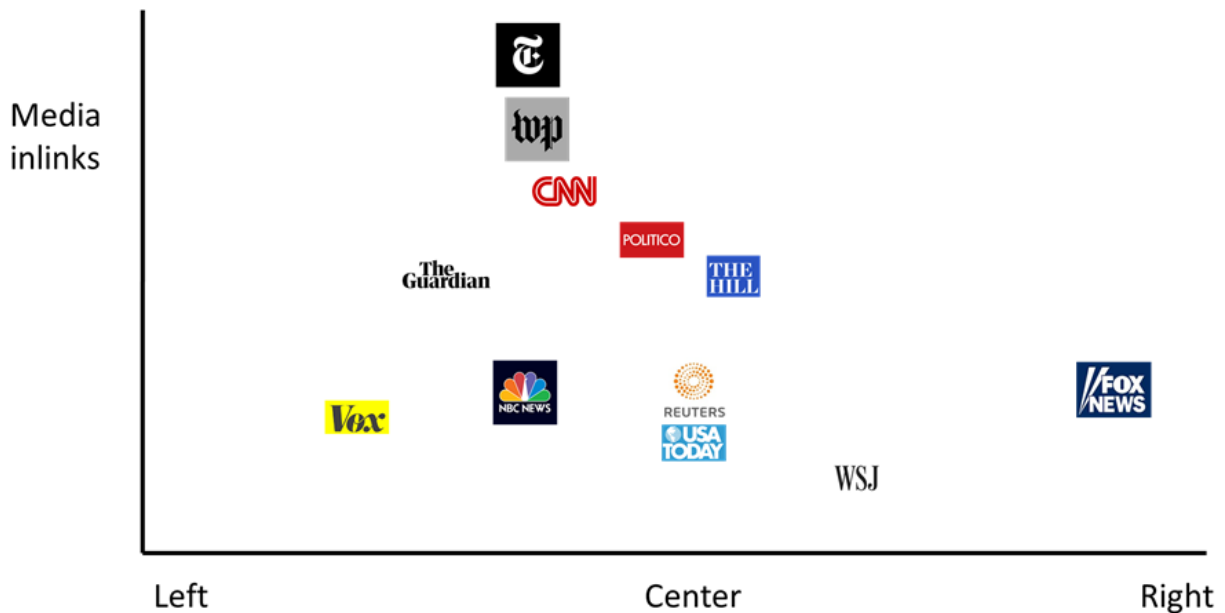 Media
inlinks
T
wp
CNN
POLITICO
The
Guardian
THE
HILL
NBC NEWS
REUTERS
FOX
NEWS
Vox
USA
TODAY
WSJ
Left
Center
Right